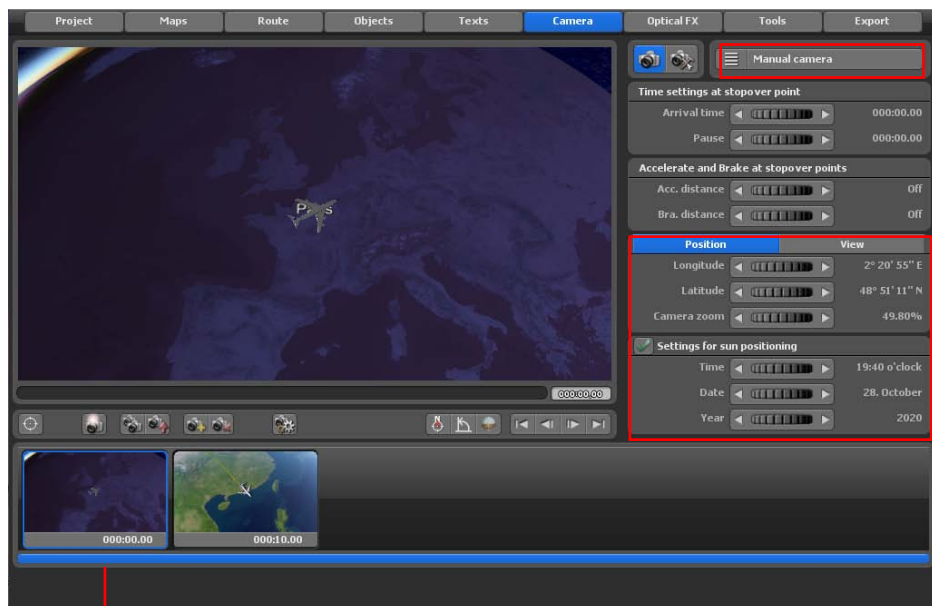 Project Maps Route Objects Texts Camera Optical FX Tools Export
Manual camera
Time settings at stopover point
Arrival time 000:00.00
Pause 000:00.00
Accelerate and Brake at stopover points
Acc. distance Off
Bra. distance Off
Position View
Longitude 2° 20' 55" E
Latitude 48° 51' 11" N
Camera zoom 49.80%
Settings for sun positioning
Time 19:40 o'clock
Date 28. October
Year 2020
000:00.00
N
000:00.00 000:10.00